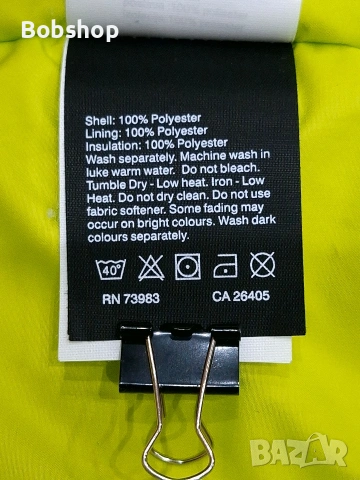 Bobshop
Shell: 100% Polyester
Lining: 100% Polyester
Insulation: 100% Polyester
Wash separately. Machine wash in
luke warm water.  Do not bleach.
Tumble Dry - Low heat. Iron - Low
Heat. Do not dry clean. Do not use
fabric softener. Some fading may
occur on bright colours. Wash dark
colours separately.
40°
RN 73983 CA 26405
BAZAR
bg